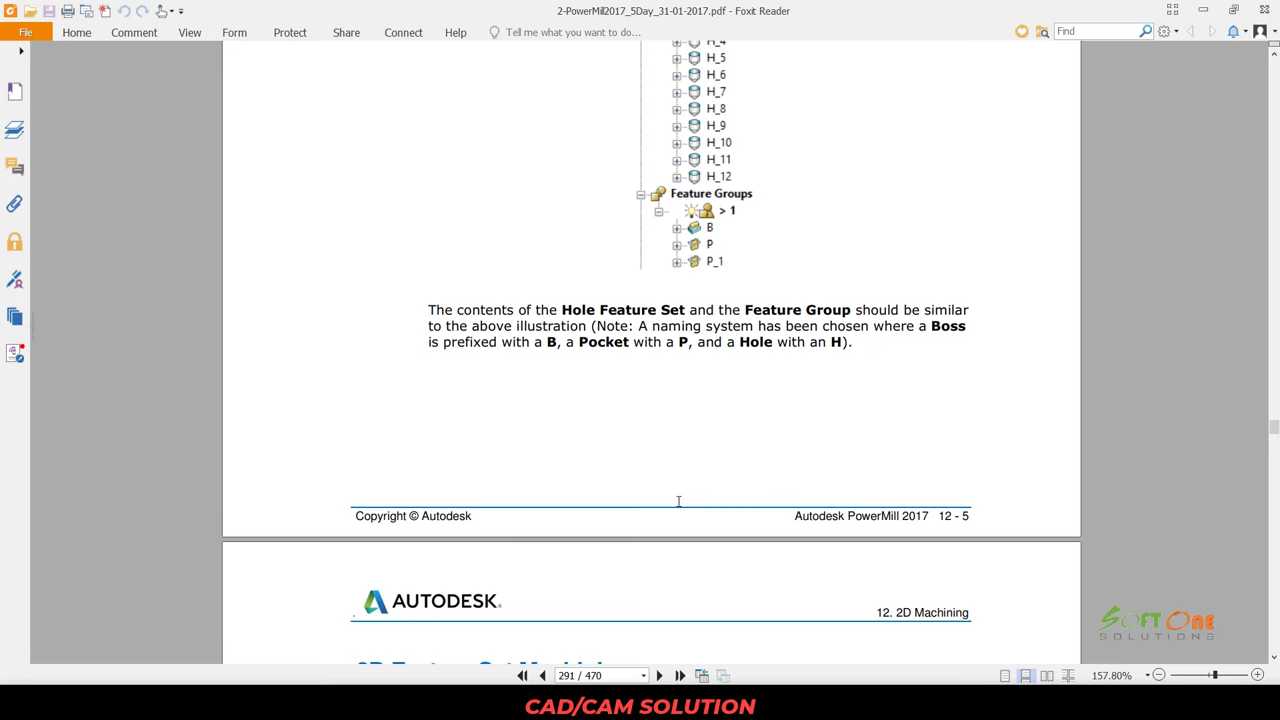 2-PowerMill2017_5Day_31-01-2017.pdf - Foxit Reader
File Home Comment View Form Protect Share Connect Help Tell me what you want to do... Find
H_4
H_5
H_6
H_7
H_8
H_9
H_10
H_11
H_12
Feature Groups
> 1
B
P
P_1
The contents of the Hole Feature Set and the Feature Group should be similar
to the above illustration (Note: A naming system has been chosen where a Boss
is prefixed with a B, a Pocket with a P, and a Hole with an H).
Copyright © Autodesk Autodesk PowerMill 2017 12 - 5
AUTODESK.
12. 2D Machining
SOFT ONE
SOLUTIONS
291 / 470 157.80%
CAD/CAM SOLUTION